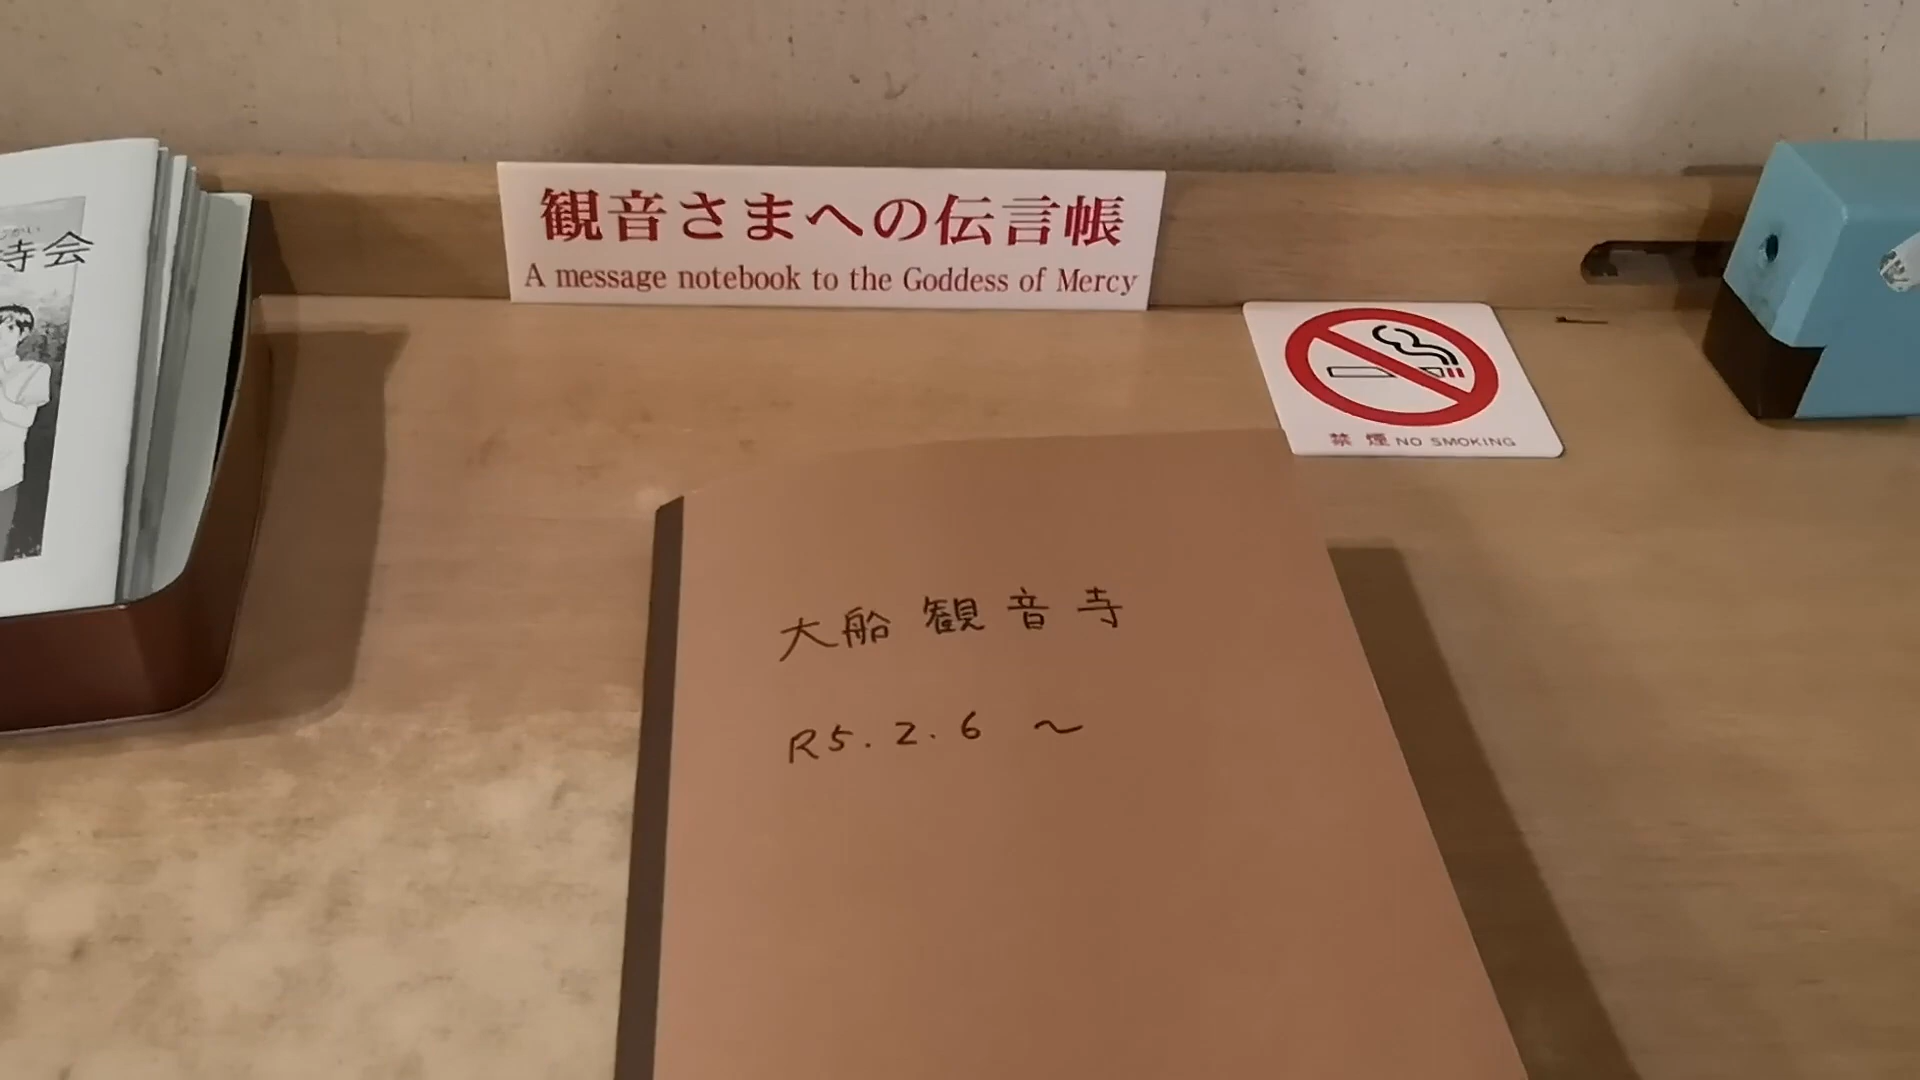 観音さまへの伝言帳
A message notebook to the Goddess of Mercy
寺会
禁煙 NO SMOKING
大船観音寺
R5.2.6 ～